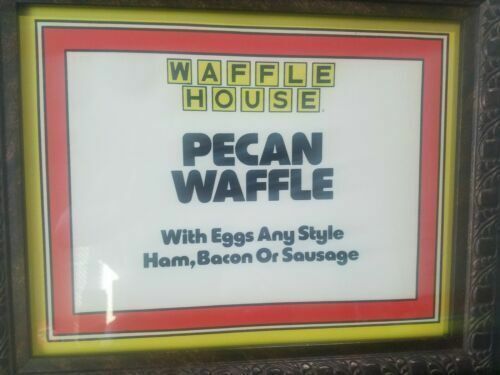 WAFFLE
HOUSE
PECAN
WAFFLE
With Eggs Any Style
Ham, Bacon Or Sausage